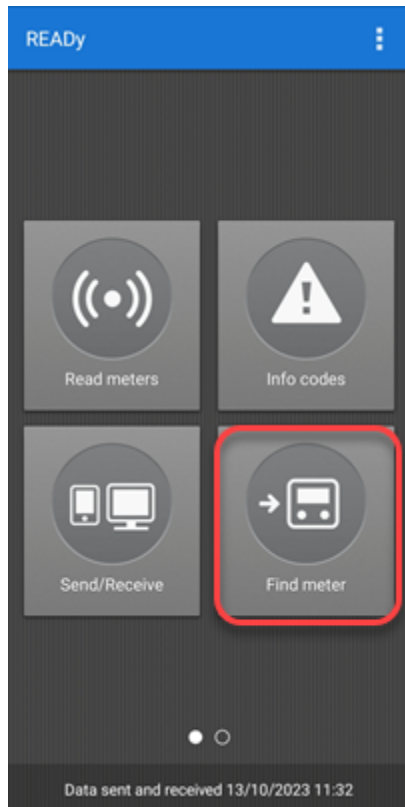 READy
Read meters
Info codes
Send/Receive
Find meter
Data sent and received 13/10/2023 11:32